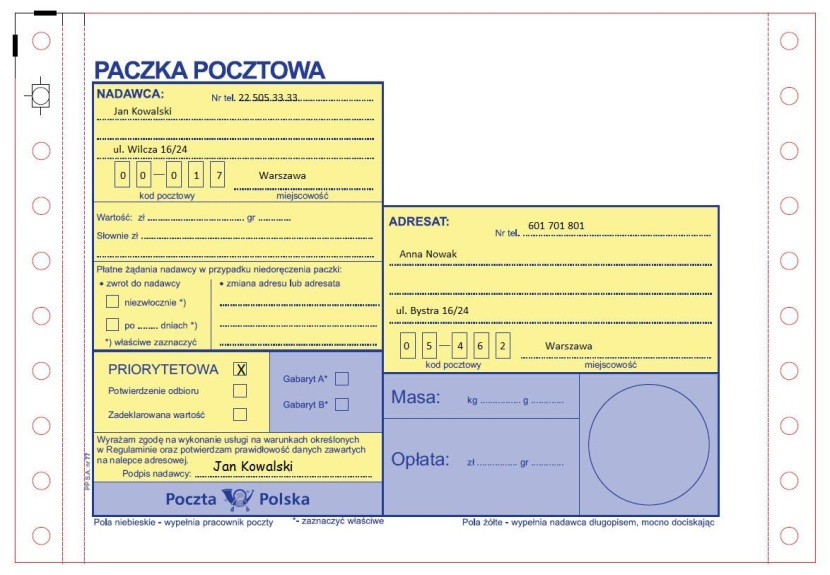 PACZKA POCZTOWA
NADAWCA: Nr tel. 22 505 33 33
Jan Kowalski
ul. Wilcza 16/24
0 0 — 0 1 7 Warszawa
kod pocztowy miejscowość
Wartość: zł ........ gr ........
Słownie zł ........
Płatne żądania nadawcy w przypadku niedoręczenia paczki:
• zwrot do nadawcy • zmiana adresu lub adresata
niezwłocznie *)
po ........ dniach *)
*) właściwe zaznaczyć
PRIORYTETOWA X
Potwierdzenie odbioru
Zadeklarowana wartość
Gabaryt A*
Gabaryt B*
Wyrażam zgodę na wykonanie usługi na warunkach określonych
w Regulaminie oraz potwierdzam prawidłowość danych zawartych
na nalepce adresowej.
Podpis nadawcy: Jan Kowalski
PP S.A. nr 77
Poczta Polska
ADRESAT:
Nr tel. 601 701 801
Anna Nowak
ul. Bystra 16/24
0 5 — 4 6 2 Warszawa
kod pocztowy miejscowość
Masa: kg ........ g ........
Opłata: zł ........ gr ........
Pola niebieskie - wypełnia pracownik poczty *- zaznaczyć właściwe Pola żółte - wypełnia nadawca długopisem, mocno dociskając